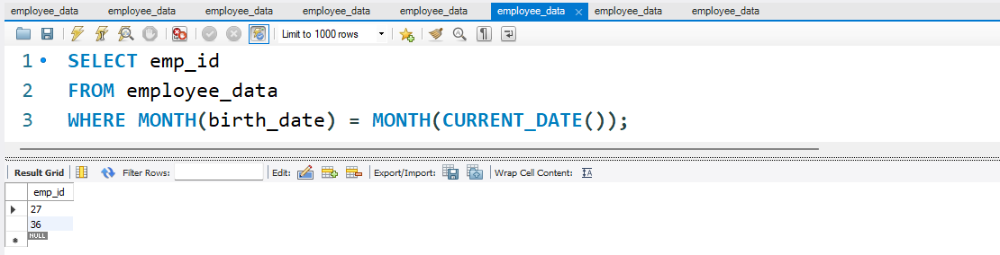 employee_data employee_data employee_data employee_data employee_data employee_data employee_data employee_data
Limit to 1000 rows
1 SELECT emp_id
2 FROM employee_data
3 WHERE MONTH(birth_date) = MONTH(CURRENT_DATE());
Result Grid Filter Rows: Edit: Export/Import: Wrap Cell Content:
emp_id
27
36
NULL